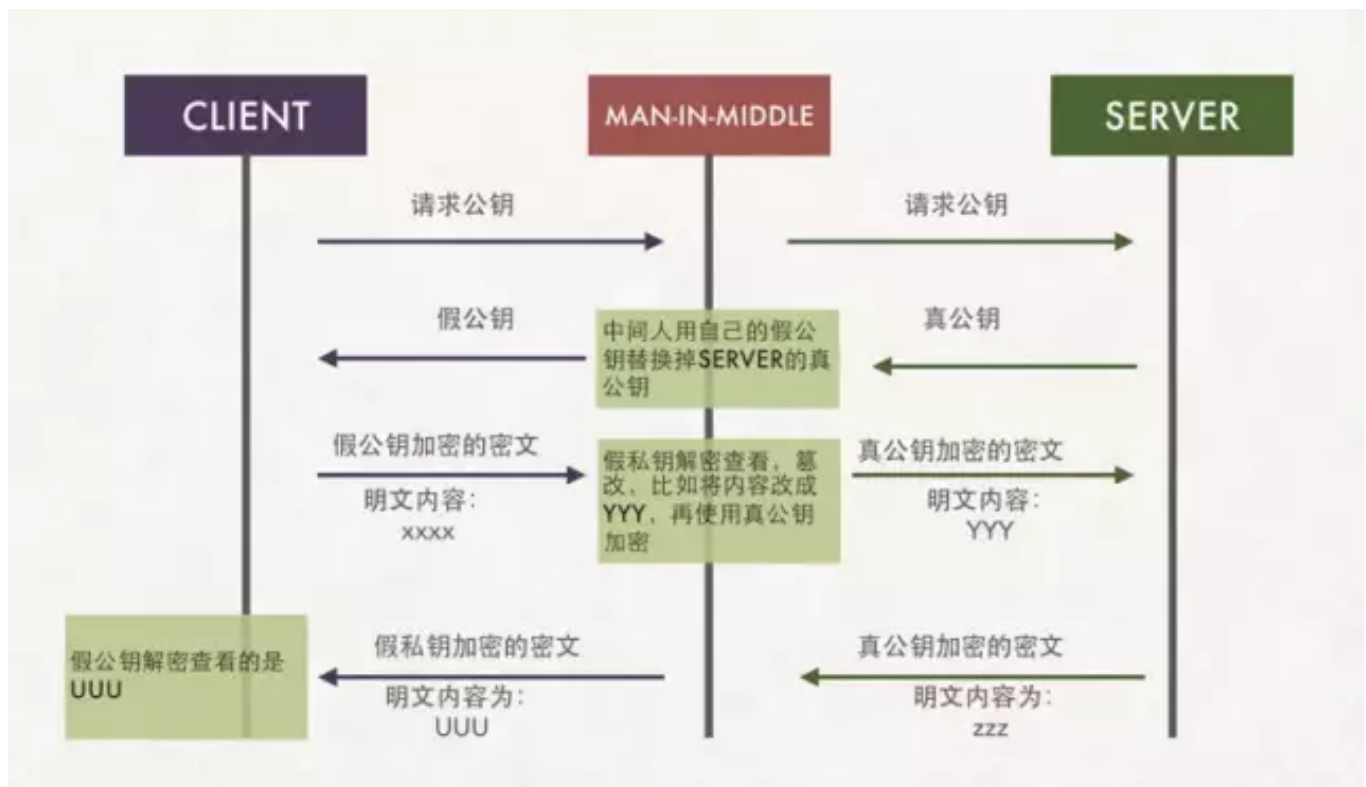 CLIENT
MAN-IN-MIDDLE
SERVER
请求公钥
请求公钥
假公钥
中间人用自己的假公
钥替换掉SERVER的真
公钥
真公钥
假公钥加密的密文
明文内容：
xxxx
假私钥解密查看，篡
改，比如将内容改成
YYY，再使用真公钥
加密
真公钥加密的密文
明文内容：
YYY
假公钥解密查看的是
UUU
假私钥加密的密文
明文内容为：
UUU
真公钥加密的密文
明文内容为：
zzz